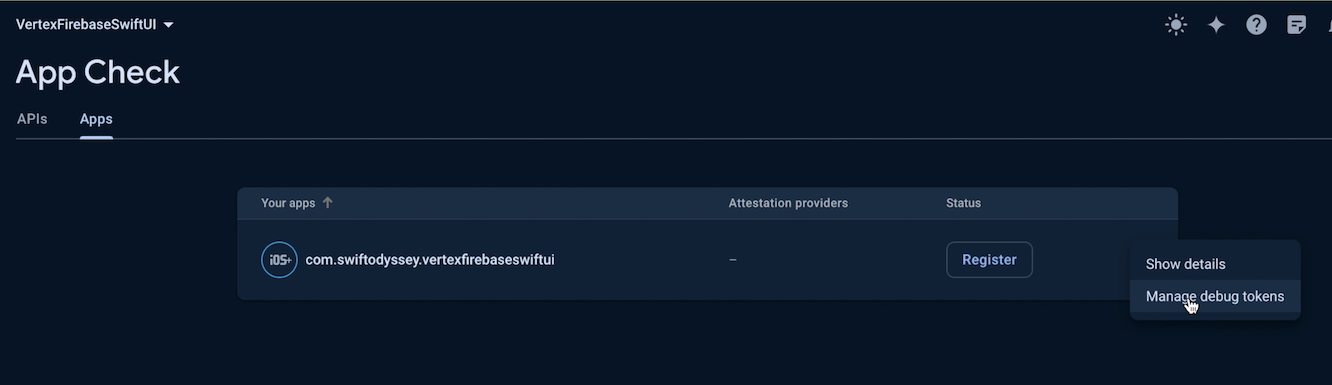 VertexFirebaseSwiftUI
App Check
APIs Apps
Your apps Attestation providers Status
iOS+ com.swiftodyssey.vertexfirebaseswiftui – Register
Show details
Manage debug tokens